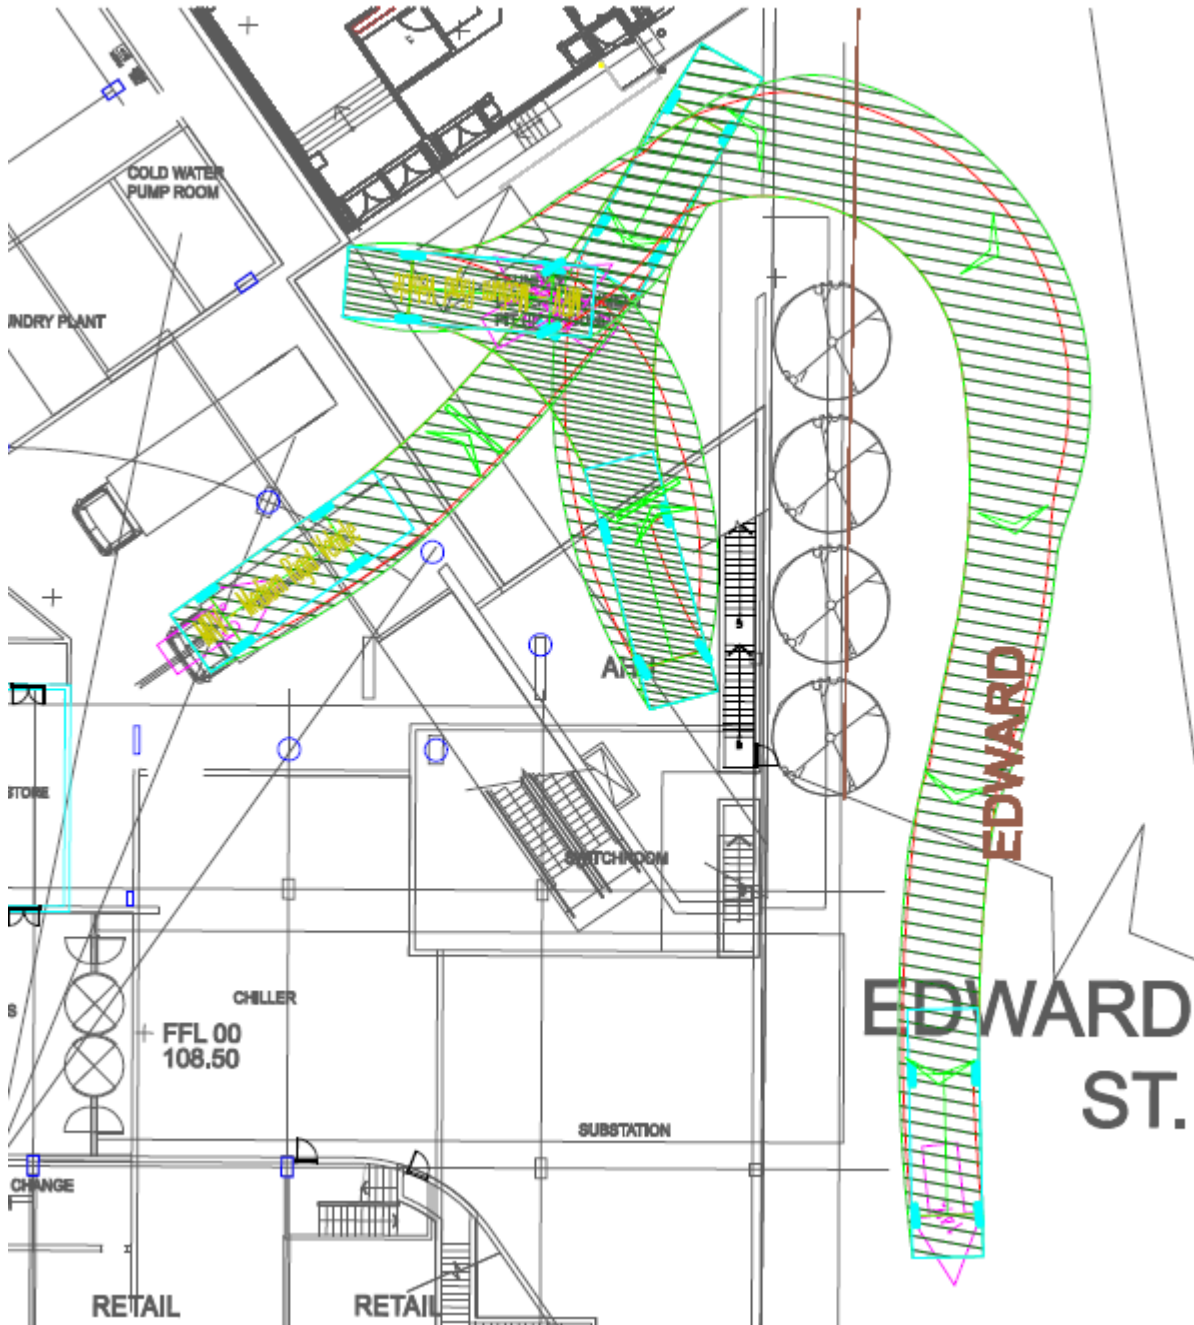 COLD WATER
PUMP ROOM
UNDRY PLANT
EDWARD
STORE
SWITCHROOM
EDWARD
ST.
CHILLER
FFL 00
108.50
SUBSTATION
CHANGE
RETAIL
RETAIL